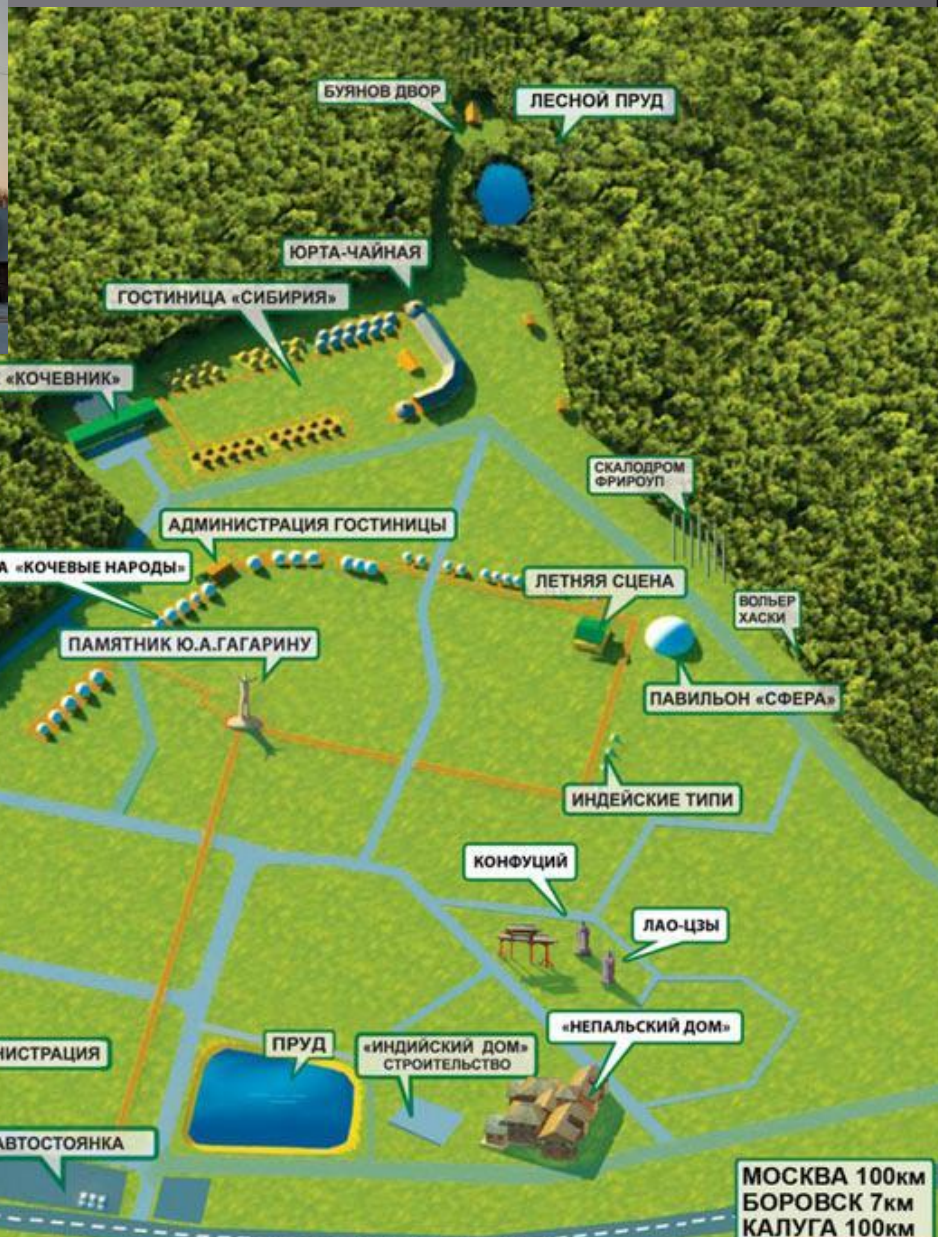 БУЯНОВ ДВОР
ЛЕСНОЙ ПРУД
ЮРТА-ЧАЙНАЯ
ГОСТИНИЦА «СИБИРИЯ»
«КОЧЕВНИК»
СКАЛОДРОМ
ФРИРОУП
АДМИНИСТРАЦИЯ ГОСТИНИЦЫ
«КОЧЕВЫЕ НАРОДЫ»
ЛЕТНЯЯ СЦЕНА
ВОЛЬЕР
ХАСКИ
ПАМЯТНИК Ю.А.ГАГАРИНУ
ПАВИЛЬОН «СФЕРА»
ИНДЕЙСКИЕ ТИПИ
КОНФУЦИЙ
ЛАО-ЦЗЫ
«НЕПАЛЬСКИЙ ДОМ»
ПРУД
«ИНДИЙСКИЙ ДОМ»
СТРОИТЕЛЬСТВО
АВТОСТОЯНКА
МОСКВА 100км
БОРОВСК 7км
КАЛУГА 100км